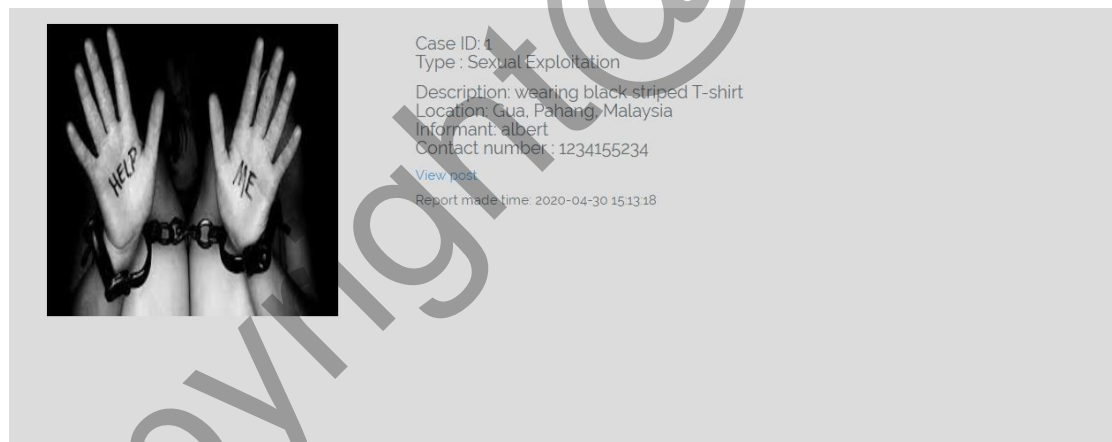 HELP
ME
Case ID: 1
Type : Sexual Exploitation
Description: wearing black striped T-shirt
Location: Gua, Pahang, Malaysia
Informant: albert
Contact number : 1234155234
View post
Report made time: 2020-04-30 15:13:18
pyright@